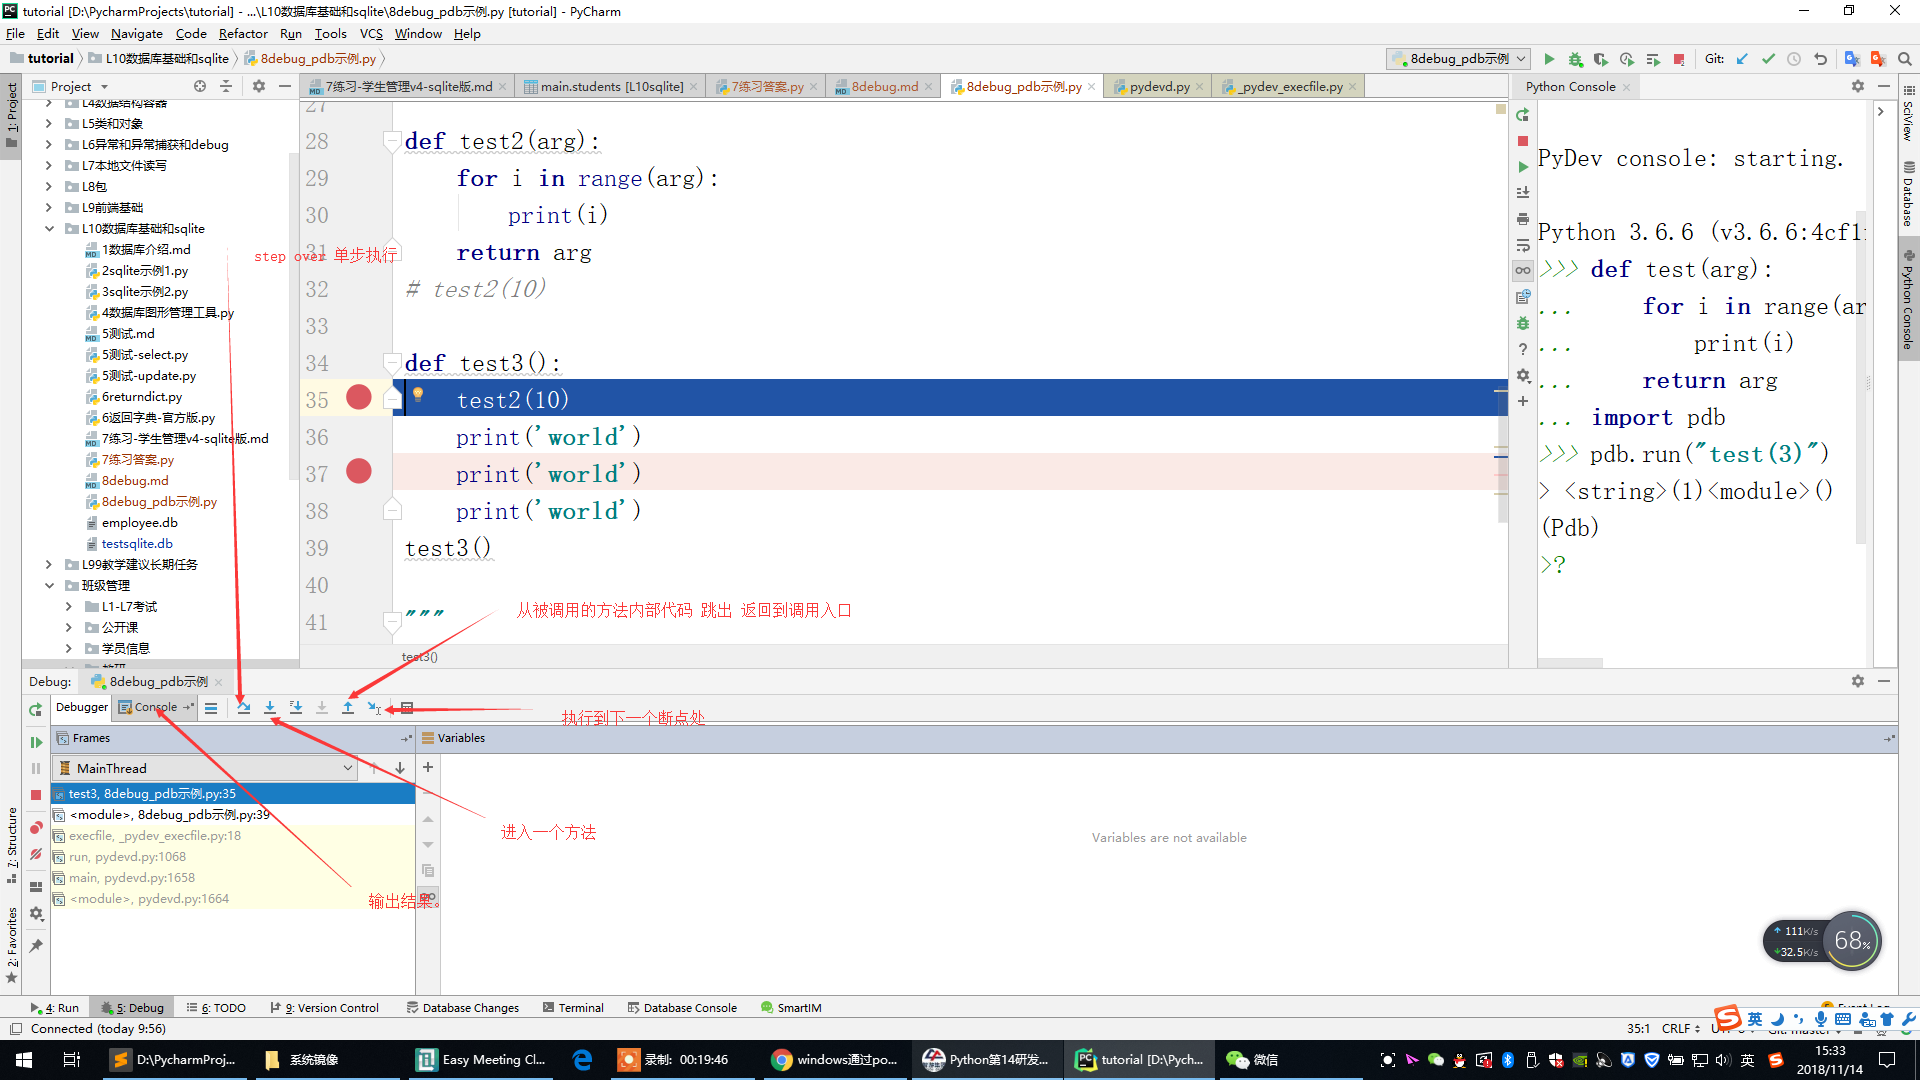 tutorial [D:\PycharmProjects\tutorial] - ...\L10数据库基础和sqlite\8debug_pdb示例.py [tutorial] - PyCharm
File Edit View Navigate Code Refactor Run Tools VCS Window Help
tutorial L10数据库基础和sqlite 8debug_pdb示例.py
8debug_pdb示例 Git:
Project
7练习-学生管理v4-sqlite版.md main.students [L10sqlite] 7练习答案.py 8debug.md 8debug_pdb示例.py pydevd.py _pydev_execfile.py
1: Project
L4数据结构容器
L5类和对象
L6异常和异常捕获和debug
L7本地文件读写
L8包
L9前端基础
L10数据库基础和sqlite
1数据库介绍.md
2sqlite示例1.py
3sqlite示例2.py
4数据库图形管理工具.py
5测试.md
5测试-select.py
5测试-update.py
6returndict.py
6返回字典-官方版.py
7练习-学生管理v4-sqlite版.md
7练习答案.py
8debug.md
8debug_pdb示例.py
employee.db
testsqlite.db
L99教学建议长期任务
班级管理
L1-L7考试
公开课
学员信息
27
28 def test2(arg):
29 for i in range(arg):
30 print(i)
31 return arg
32 # test2(10)
33
34 def test3():
35 test2(10)
36 print('world')
37 print('world')
38 print('world')
39 test3()
40
41 """
test3()
step over 单步执行
从被调用的方法内部代码 跳出 返回到调用入口
执行到下一个断点处
进入一个方法
输出结果。
Python Console
PyDev console: starting.
Python 3.6.6 (v3.6.6:4cf1f
>>> def test(arg):
... for i in range(ar
... print(i)
... return arg
... import pdb
>>> pdb.run("test(3)")
> <string>(1)<module>()
(Pdb)
>?
SciView
Database
Python Console
Debug: 8debug_pdb示例
Debugger Console
Frames
Variables
MainThread
test3, 8debug_pdb示例.py:35
<module>, 8debug_pdb示例.py:39
execfile, _pydev_execfile.py:18
run, pydevd.py:1068
main, pydevd.py:1658
<module>, pydevd.py:1664
Variables are not available
7: Structure
2: Favorites
111K/s
32.5K/s
68%
4: Run 5: Debug 6: TODO 9: Version Control Database Changes Terminal Database Console SmartIM
Connected (today 9:56)
35:1 CRLF
英
D:\PycharmProj... 系统镜像 Easy Meeting Cl... 录制: 00:19:46 windows通过po... Python第14研发... tutorial [D:\Pych... 微信
英
15:33
2018/11/14